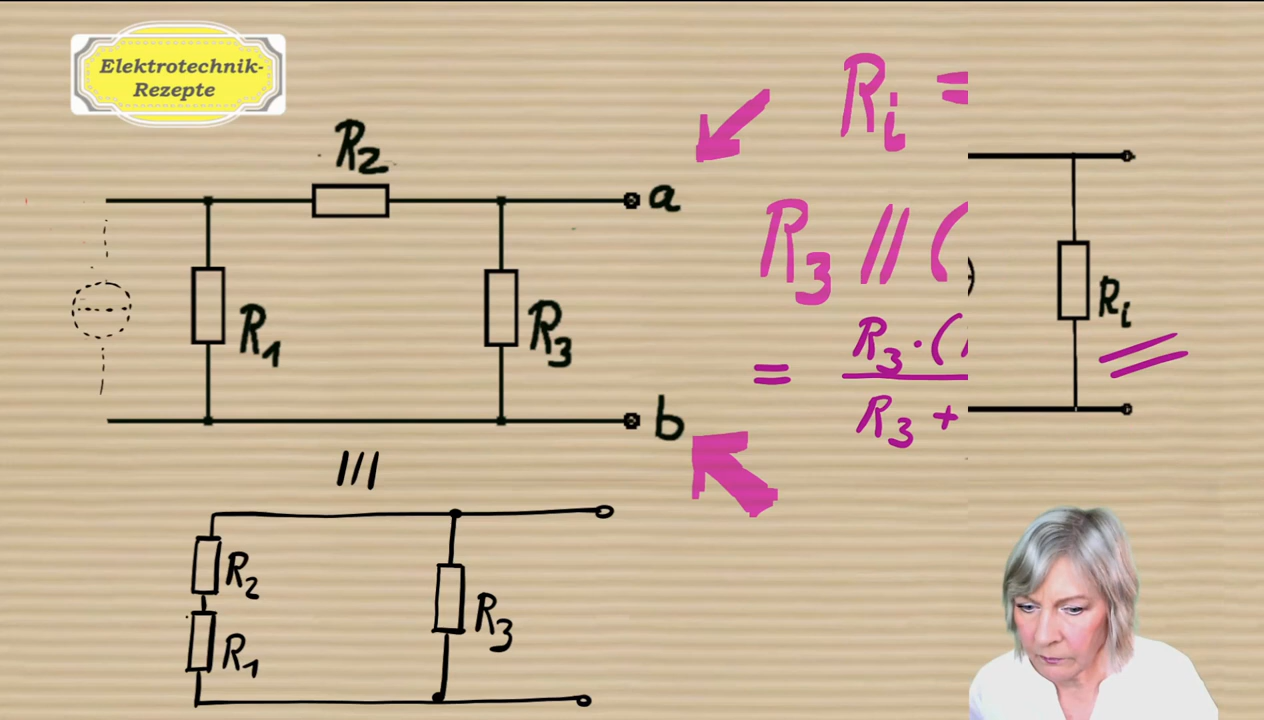 Elektrotechnik-
Rezepte
R2
a
R1
R3
b
///
R2
R1
R3
Ri =
R3 // (
= R3 · (
R3 +
Ri